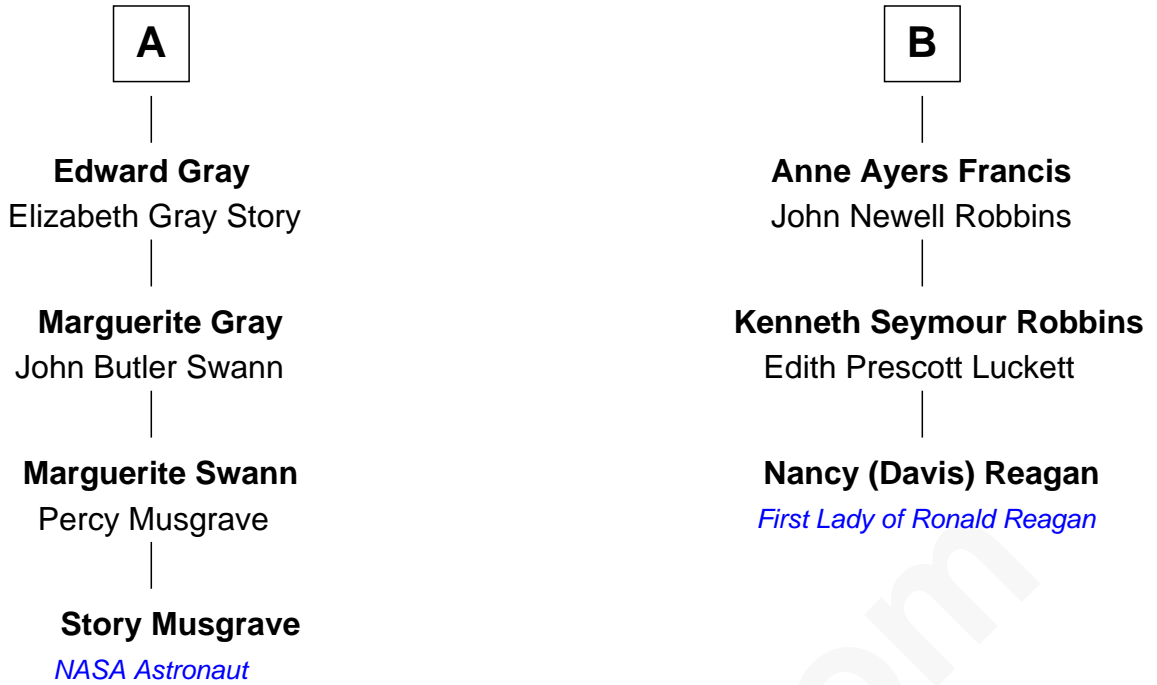 A
Edward Gray
Elizabeth Gray Story
Marguerite Gray
John Butler Swann
Marguerite Swann
Percy Musgrave
Story Musgrave
NASA Astronaut
B
Anne Ayers Francis
John Newell Robbins
Kenneth Seymour Robbins
Edith Prescott Luckett
Nancy (Davis) Reagan
First Lady of Ronald Reagan
om